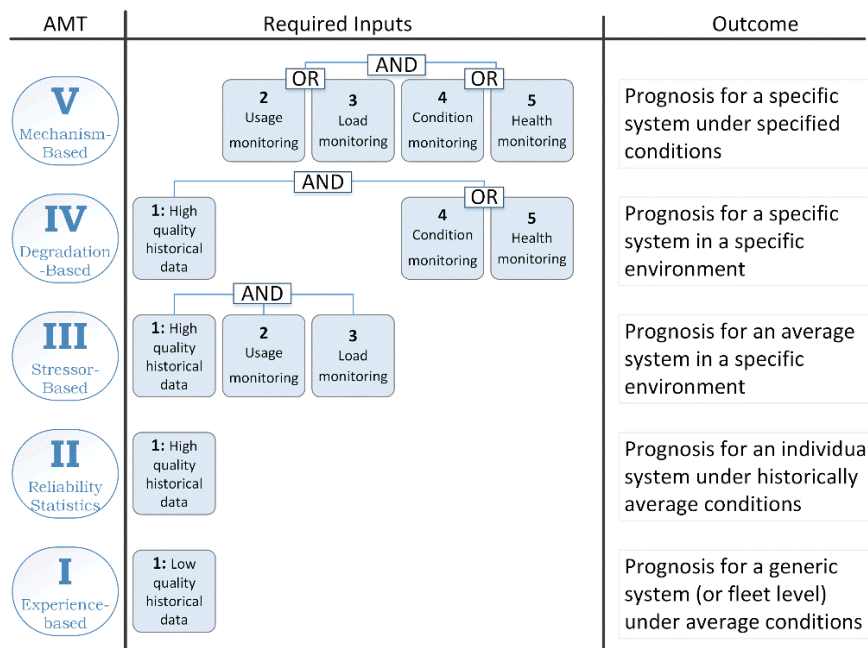 AMT
Required Inputs
Outcome
V
Mechanism-
Based
AND
OR
OR
2
Usage
monitoring
3
Load
monitoring
4
Condition
monitoring
5
Health
monitoring
Prognosis for a specific
system under specified
conditions
IV
Degradation
-Based
AND
1: High
quality
historical
data
OR
4
Condition
monitoring
5
Health
monitoring
Prognosis for a specific
system in a specific
environment
III
Stressor-
Based
AND
1: High
quality
historical
data
2
Usage
monitoring
3
Load
monitoring
Prognosis for an average
system in a specific
environment
II
Reliability
Statistics
1: High
quality
historical
data
Prognosis for an individua
system under historically
average conditions
I
Experience-
based
1: Low
quality
historical
data
Prognosis for a generic
system (or fleet level)
under average conditions